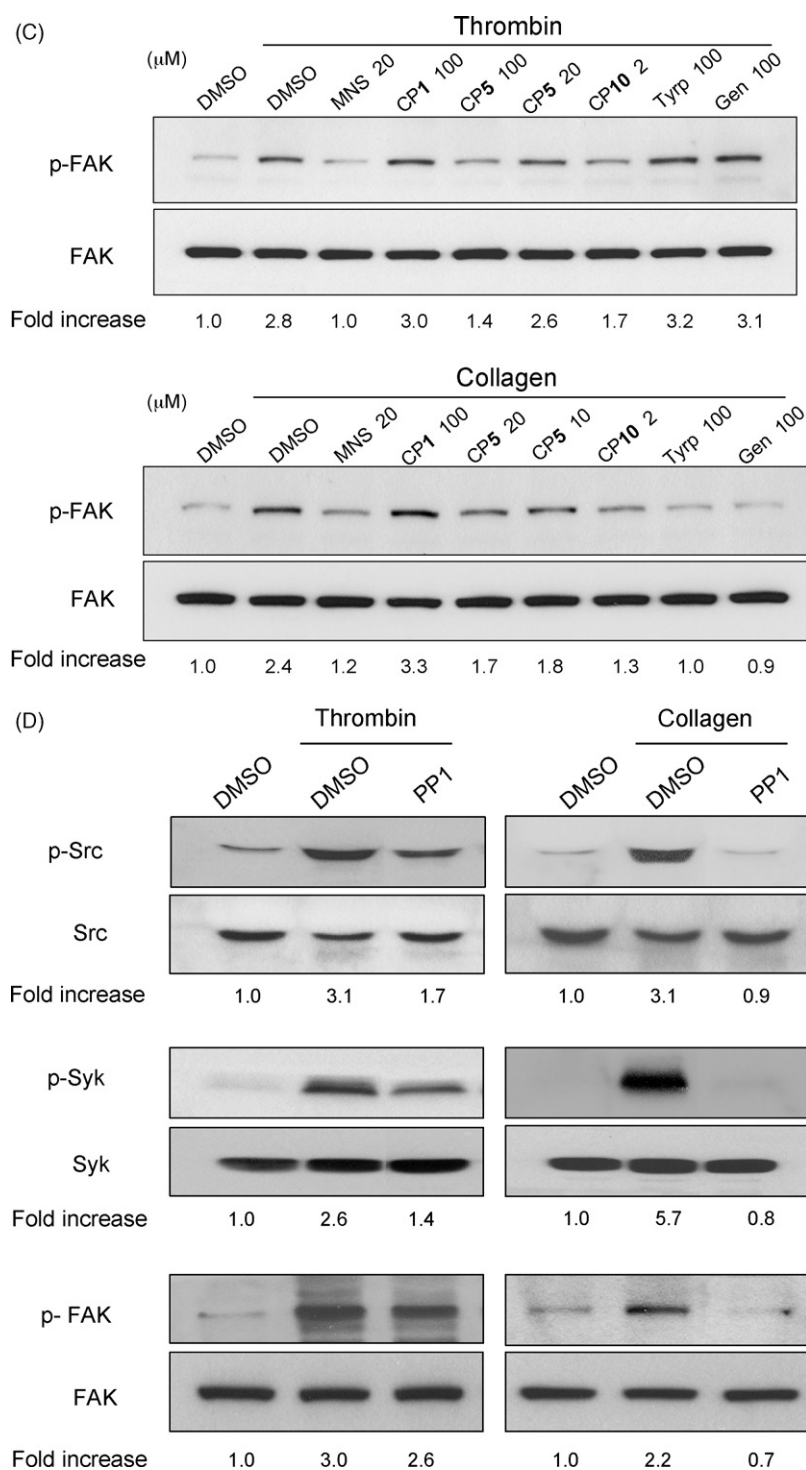 (C)
Thrombin
(μM)
DMSO DMSO MNS 20 CP1 100 CP5 100 CP5 20 CP10 2 Tyrp 100 Gen 100
p-FAK
FAK
Fold increase 1.0 2.8 1.0 3.0 1.4 2.6 1.7 3.2 3.1
Collagen
(μM)
DMSO DMSO MNS 20 CP1 100 CP5 20 CP5 10 CP10 2 Tyrp 100 Gen 100
p-FAK
FAK
Fold increase 1.0 2.4 1.2 3.3 1.7 1.8 1.3 1.0 0.9
(D)
Thrombin Collagen
DMSO DMSO PP1 DMSO DMSO PP1
p-Src
Src
Fold increase 1.0 3.1 1.7 1.0 3.1 0.9
p-Syk
Syk
Fold increase 1.0 2.6 1.4 1.0 5.7 0.8
p- FAK
FAK
Fold increase 1.0 3.0 2.6 1.0 2.2 0.7